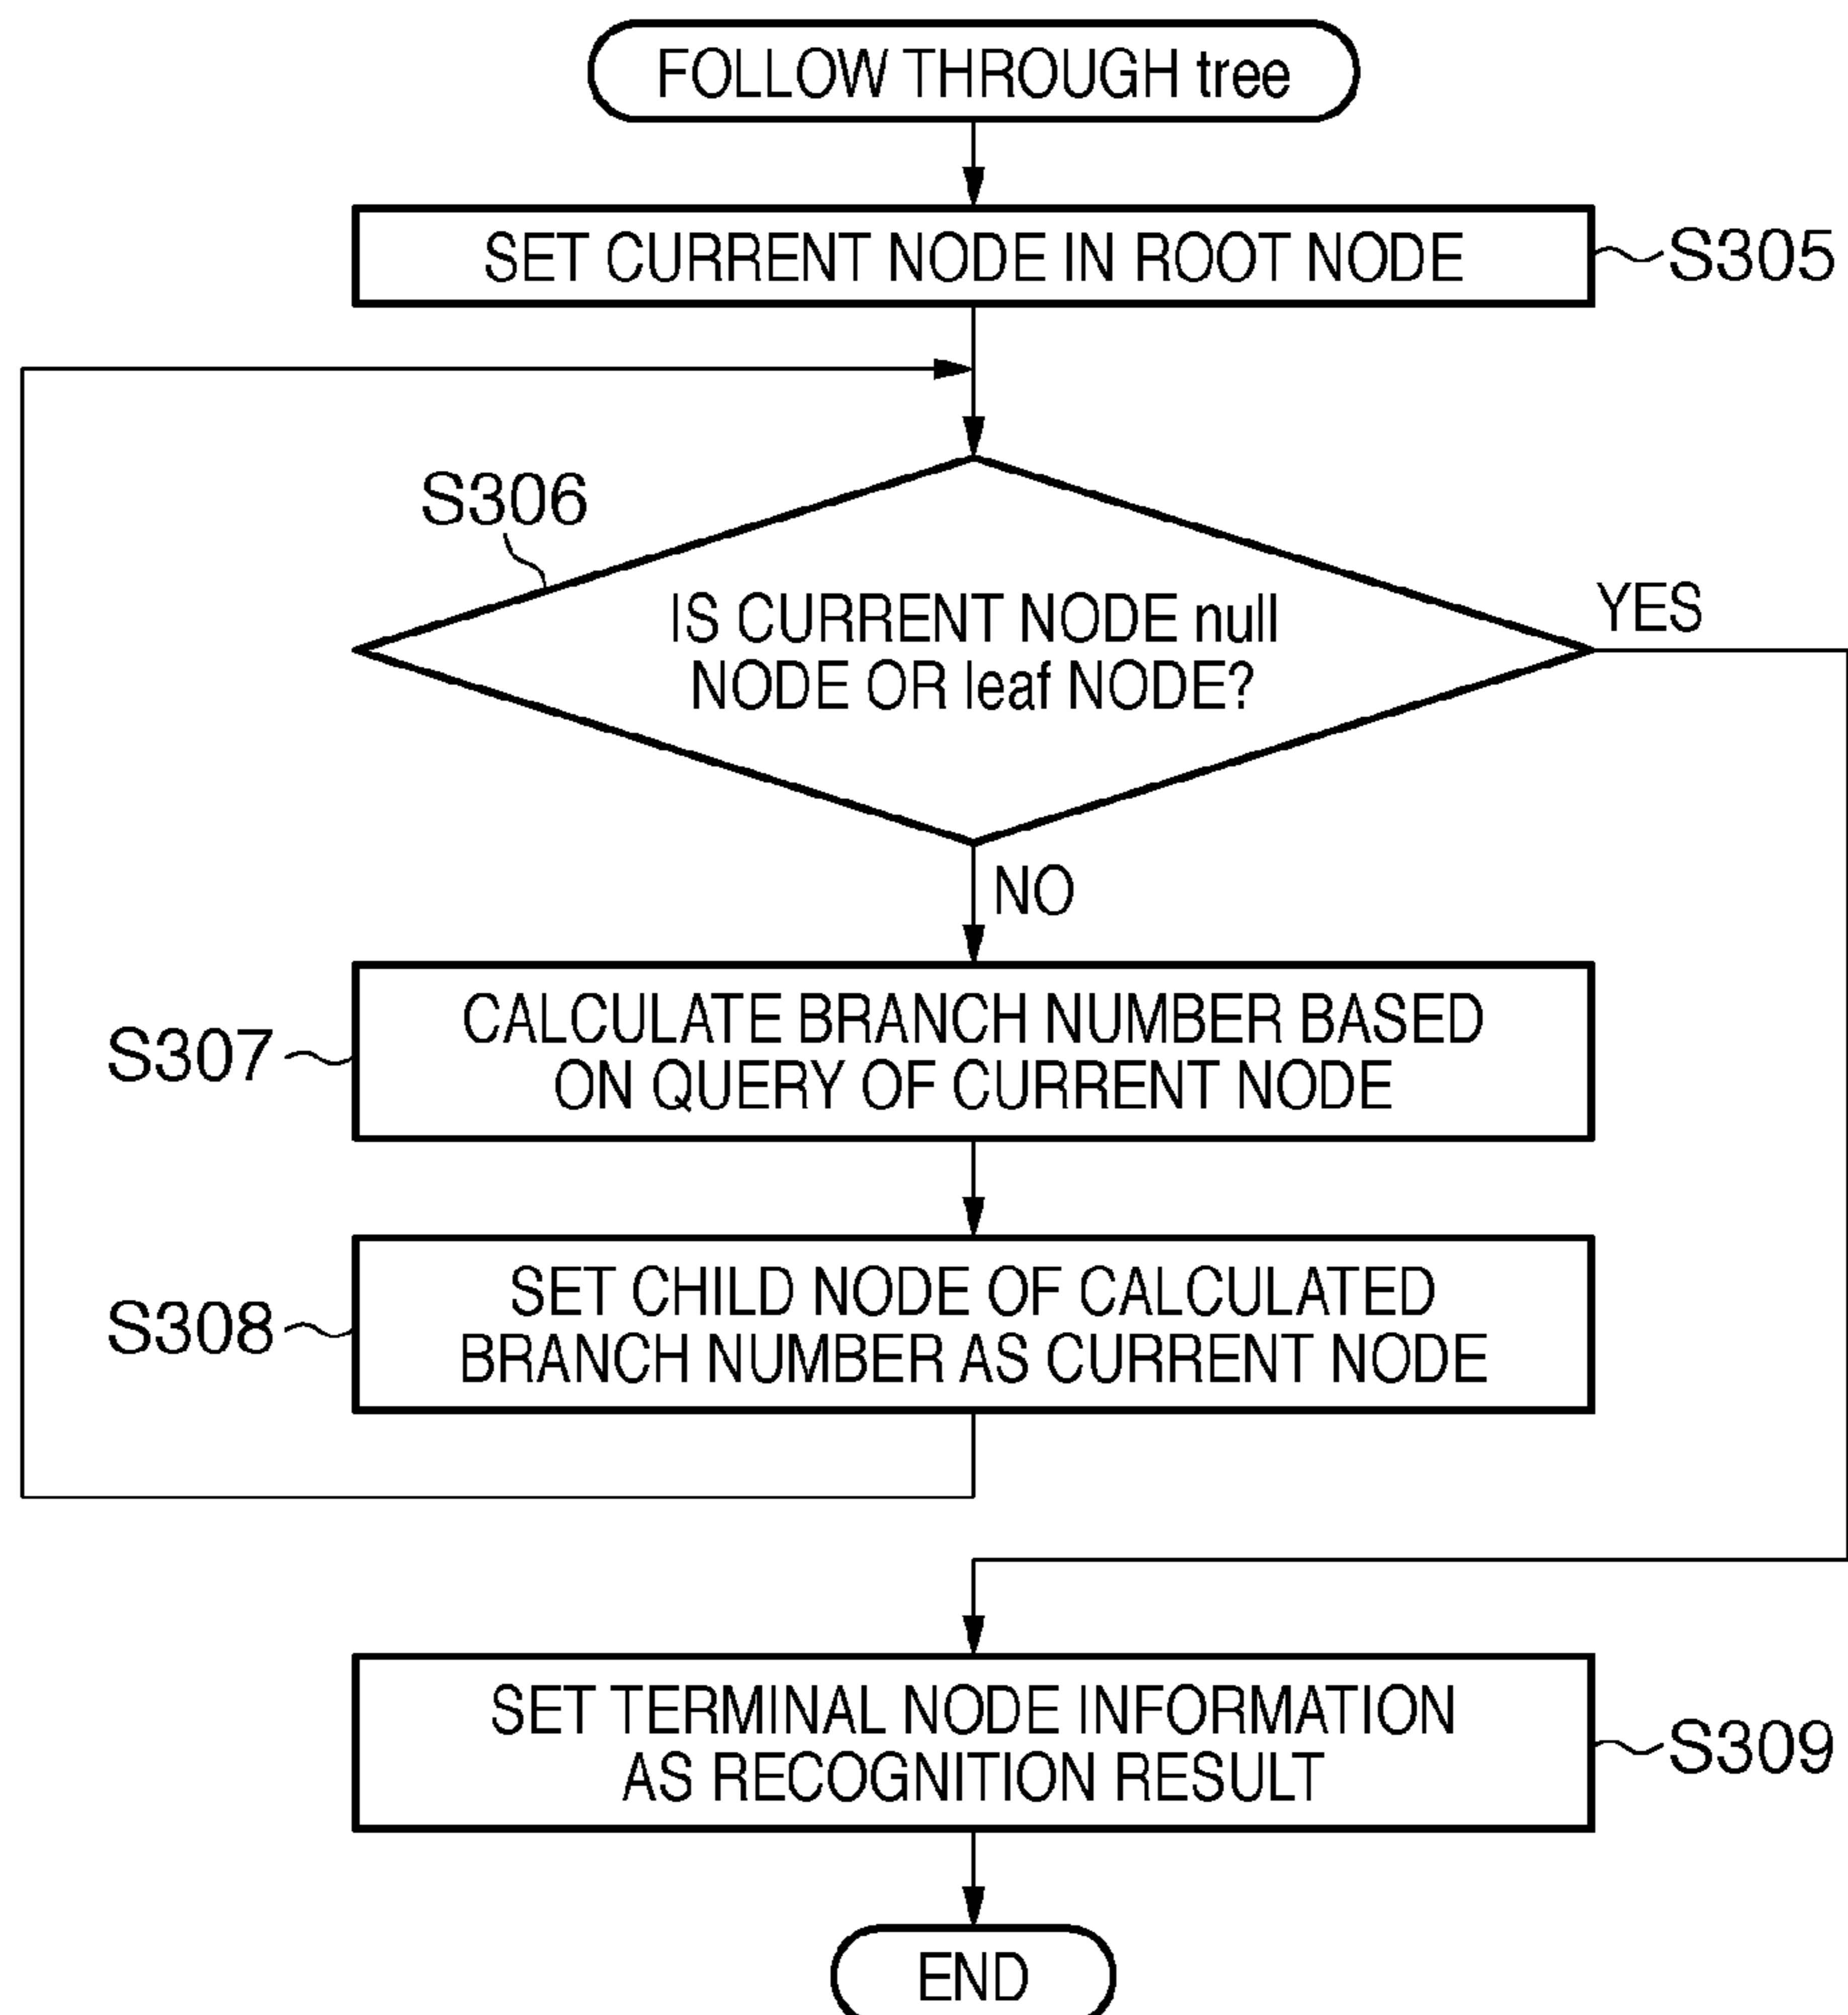 FOLLOW THROUGH tree
SET CURRENT NODE IN ROOT NODE
S305
S306
IS CURRENT NODE null
NODE OR leaf NODE?
YES
NO
S307
CALCULATE BRANCH NUMBER BASED
ON QUERY OF CURRENT NODE
S308
SET CHILD NODE OF CALCULATED
BRANCH NUMBER AS CURRENT NODE
SET TERMINAL NODE INFORMATION
AS RECOGNITION RESULT
S309
END